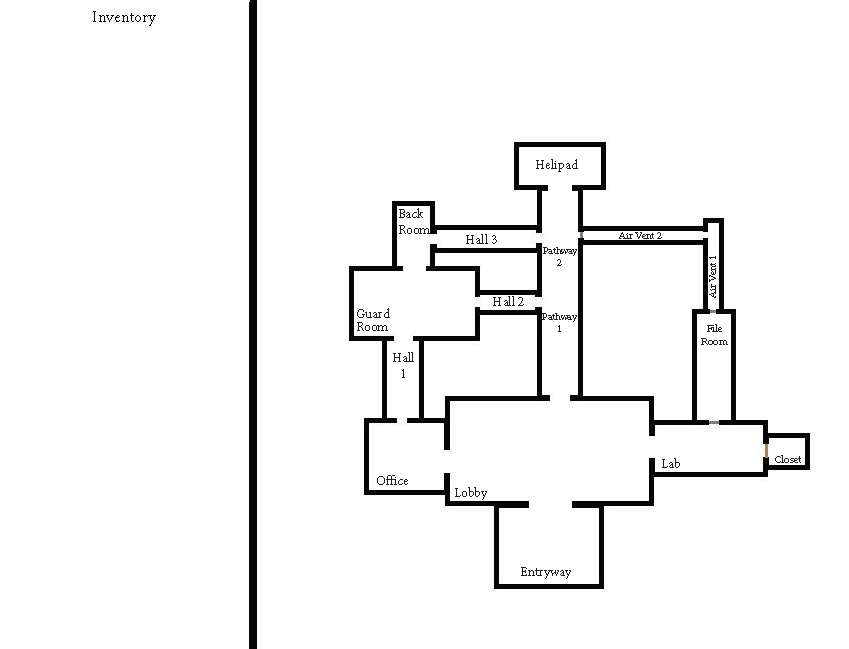 Inventory
Helipad
Back
Room
Hall 3
Air Vent 2
Pathway
2
Air Vent 1
Hall 2
Guard
Room
Pathway
1
File
Room
Hall
1
Office
Lobby
Lab
Closet
Entryway